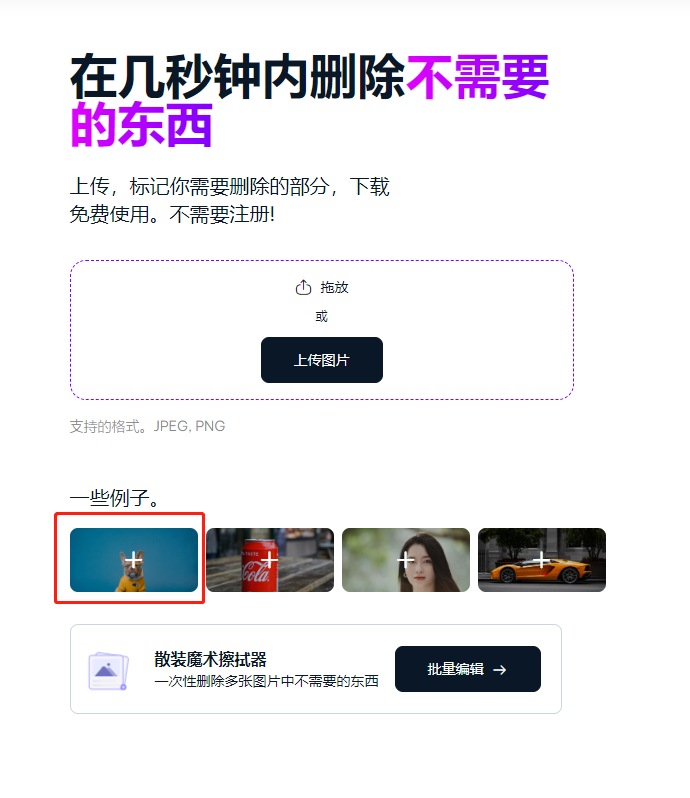 在几秒钟内删除不需要
的东西
上传，标记你需要删除的部分，下载
免费使用。不需要注册!
拖放
或
上传图片
支持的格式。JPEG, PNG
一些例子。
TASTE.
Cola.
散装魔术擦拭器
一次性删除多张图片中不需要的东西
批量编辑 →